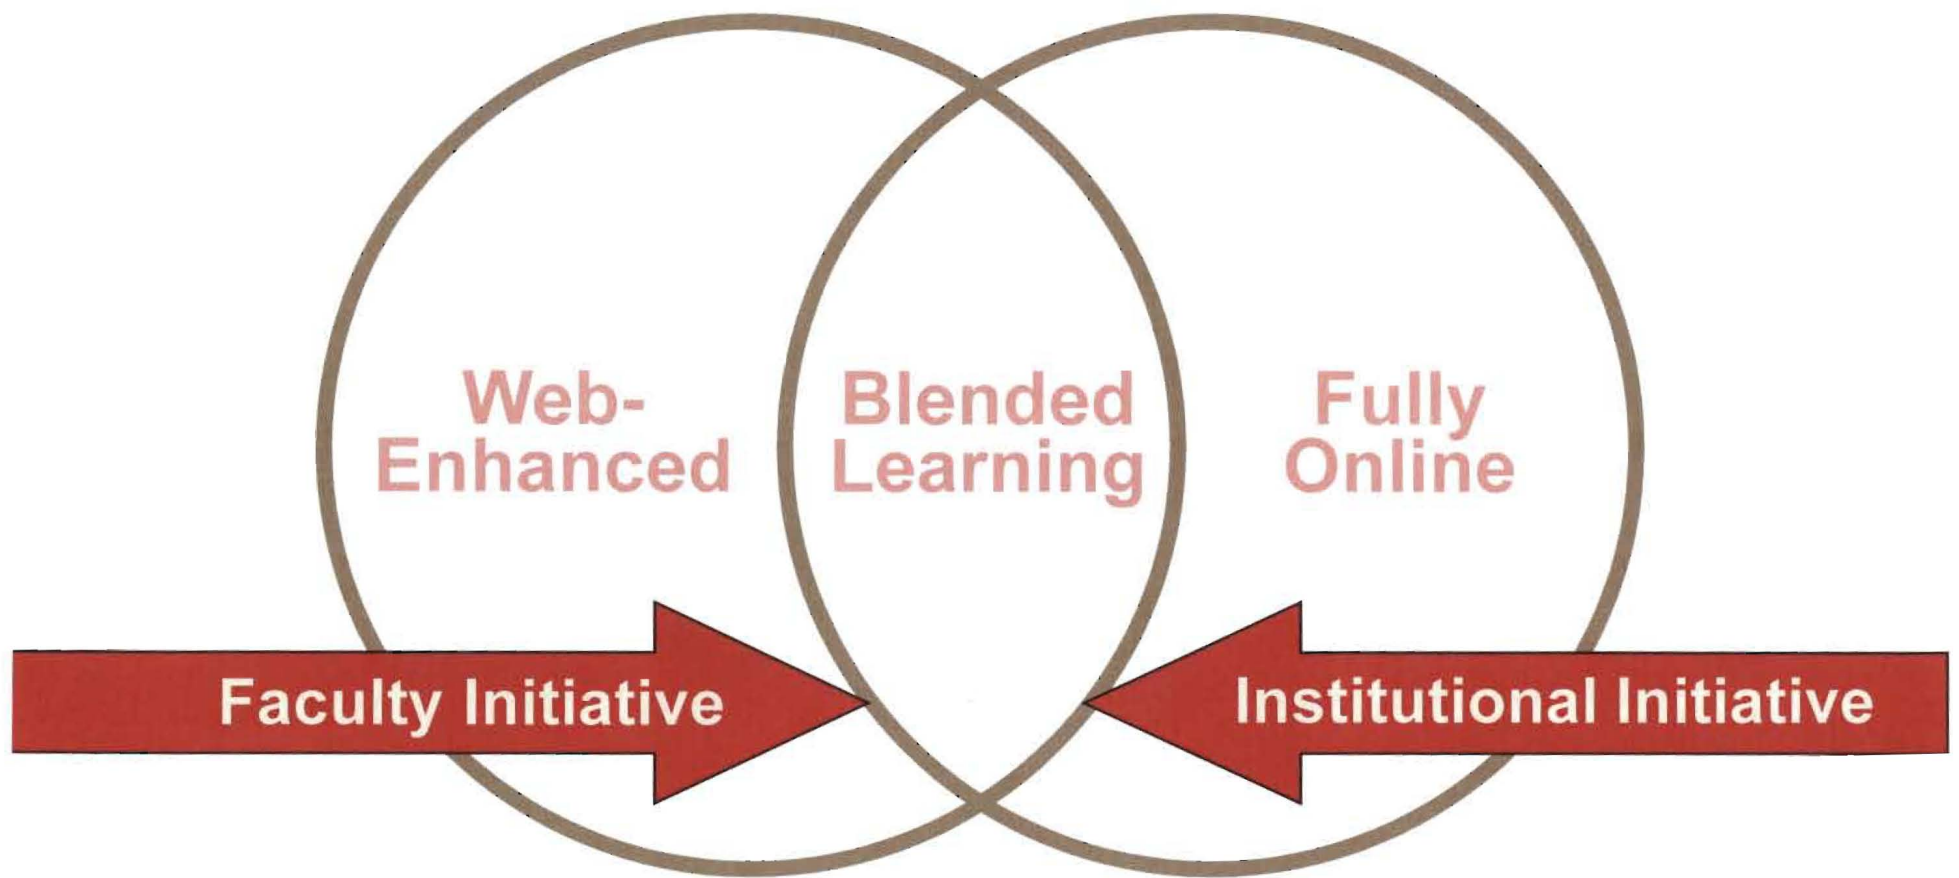 Web-
Enhanced
Blended
Learning
Fully
Online
Faculty Initiative
Institutional Initiative